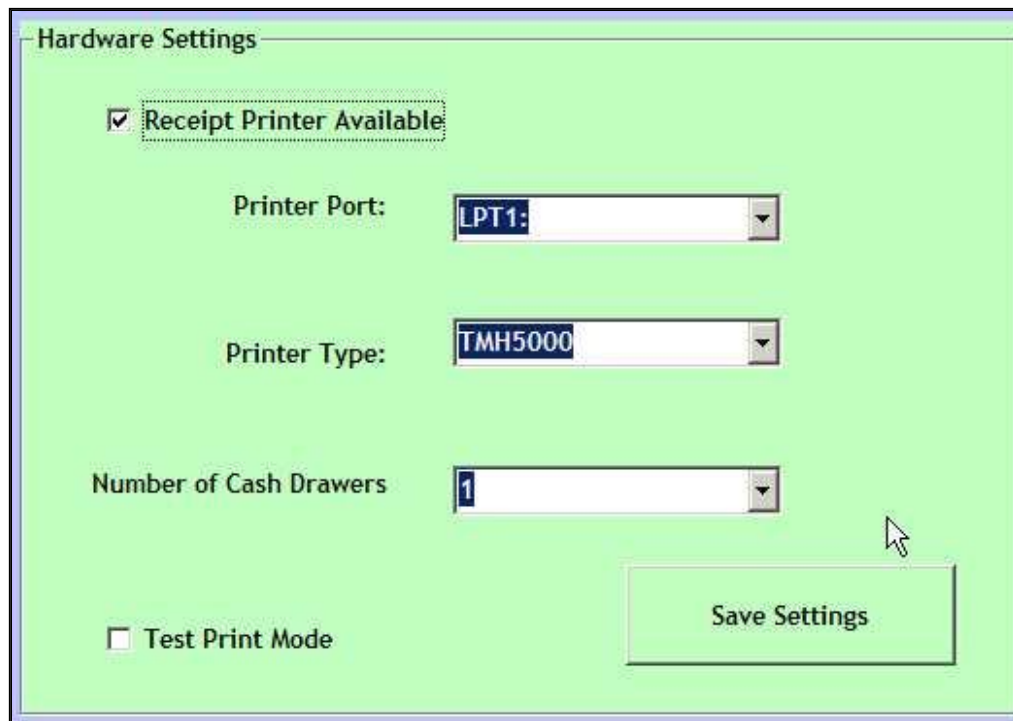 Hardware Settings
Receipt Printer Available
Printer Port: LPT1:
Printer Type: TMH5000
Number of Cash Drawers 1
Save Settings
Test Print Mode